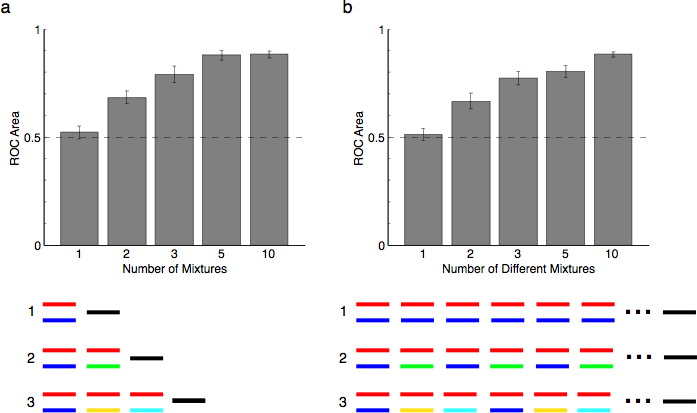 a
1
0.5
0
ROC Area
1 2 3 5 10
Number of Mixtures
1
2
3
b
1
0.5
0
ROC Area
1 2 3 5 10
Number of Different Mixtures
1 ...
2 ...
3 ...